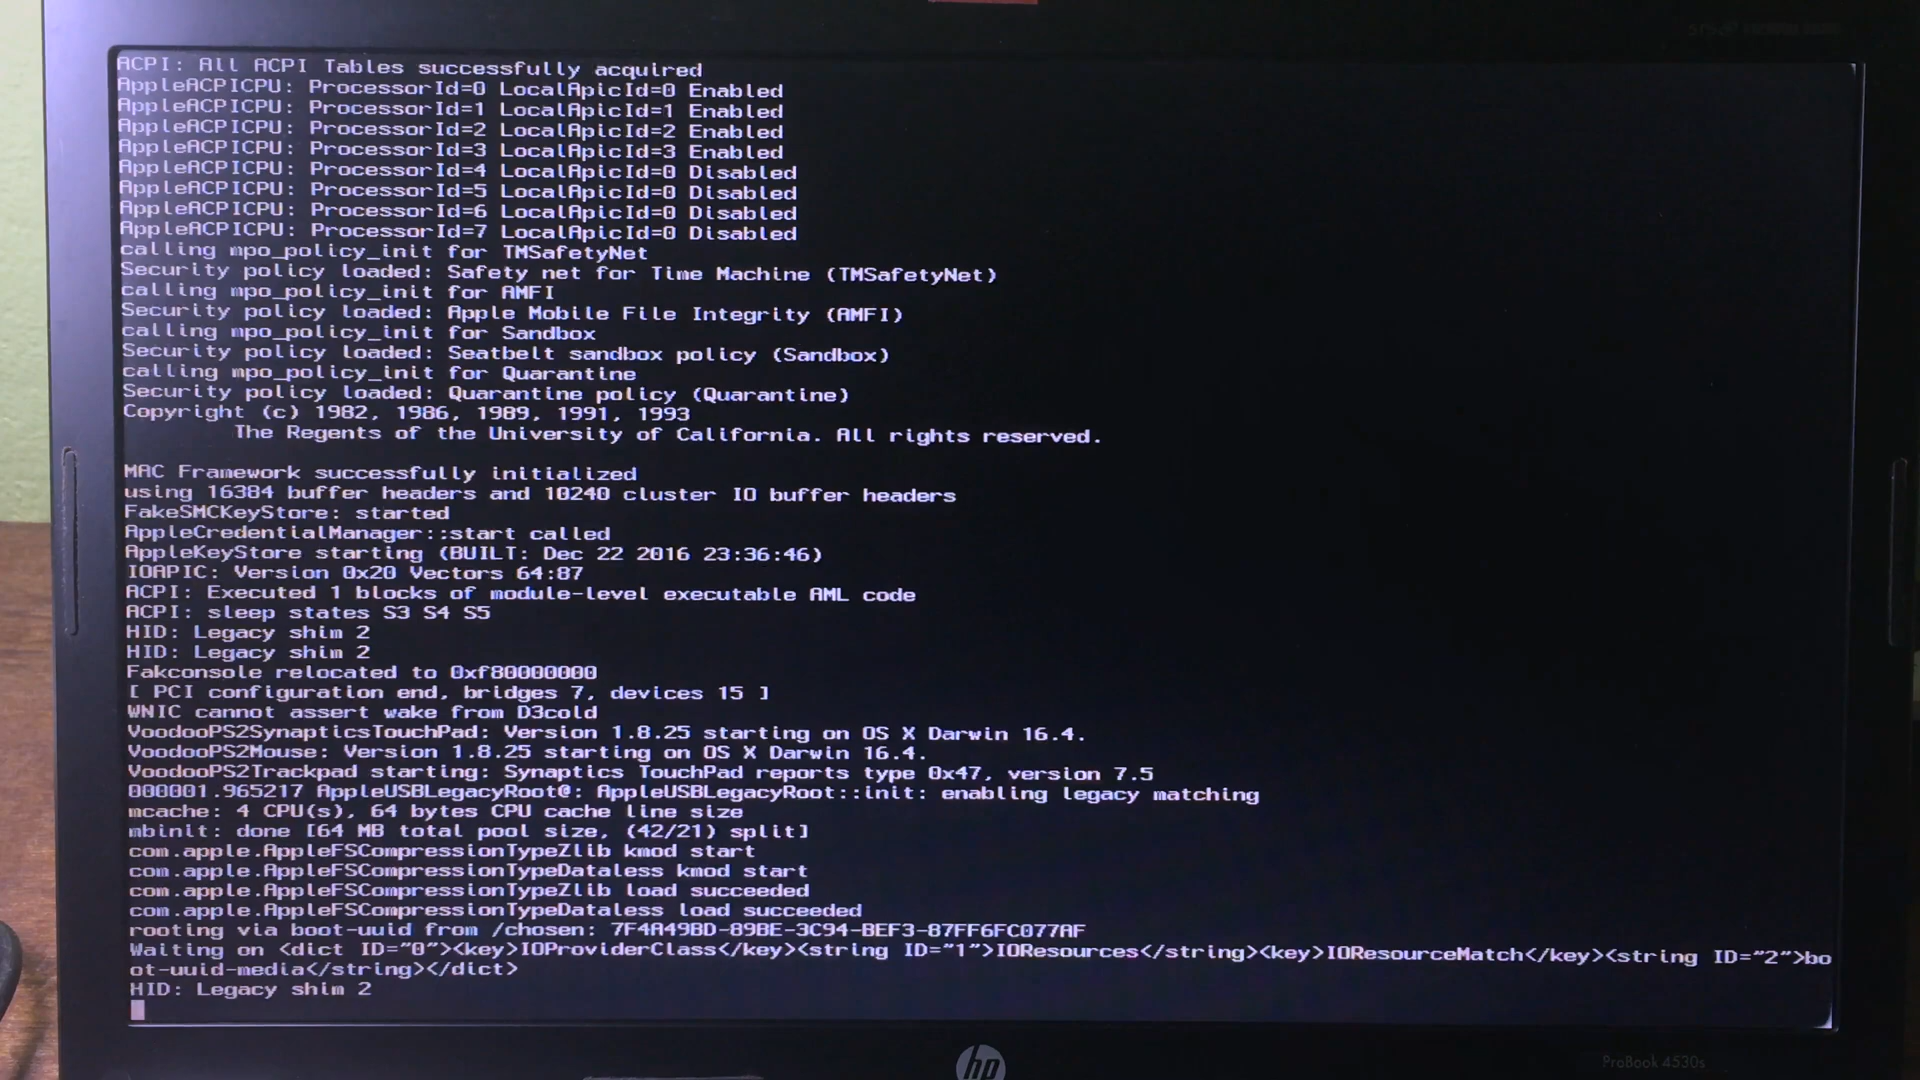 ACPI: All ACPI Tables successfully acquired
AppleACPICPU: ProcessorId=0 LocalApicId=0 Enabled
AppleACPICPU: ProcessorId=1 LocalApicId=1 Enabled
AppleACPICPU: ProcessorId=2 LocalApicId=2 Enabled
AppleACPICPU: ProcessorId=3 LocalApicId=3 Enabled
AppleACPICPU: ProcessorId=4 LocalApicId=0 Disabled
AppleACPICPU: ProcessorId=5 LocalApicId=0 Disabled
AppleACPICPU: ProcessorId=6 LocalApicId=0 Disabled
AppleACPICPU: ProcessorId=7 LocalApicId=0 Disabled
calling mpo_policy_init for TMSafetyNet
Security policy loaded: Safety net for Time Machine (TMSafetyNet)
calling mpo_policy_init for AMFI
Security policy loaded: Apple Mobile File Integrity (AMFI)
calling mpo_policy_init for Sandbox
Security policy loaded: Seatbelt sandbox policy (Sandbox)
calling mpo_policy_init for Quarantine
Security policy loaded: Quarantine policy (Quarantine)
Copyright (c) 1982, 1986, 1989, 1991, 1993
The Regents of the University of California. All rights reserved.
MAC Framework successfully initialized
using 16384 buffer headers and 10240 cluster IO buffer headers
FakeSMCKeyStore: started
AppleCredentialManager::start called
AppleKeyStore starting (BUILT: Dec 22 2016 23:36:46)
IOAPIC: Version 0x20 Vectors 64:87
ACPI: Executed 1 blocks of module-level executable AML code
ACPI: sleep states S3 S4 S5
HID: Legacy shim 2
HID: Legacy shim 2
Fakconsole relocated to 0xf80000000
[ PCI configuration end, bridges 7, devices 15 ]
WNIC cannot assert wake from D3cold
VoodooPS2SynapticsTouchPad: Version 1.8.25 starting on OS X Darwin 16.4.
VoodooPS2Mouse: Version 1.8.25 starting on OS X Darwin 16.4.
VoodooPS2Trackpad starting: Synaptics TouchPad reports type 0x47, version 7.5
000001.965217 AppleUSBLegacyRoot@: AppleUSBLegacyRoot::init: enabling legacy matching
mcache: 4 CPU(s), 64 bytes CPU cache line size
mbinit: done [64 MB total pool size, (42/21) split]
com.apple.AppleFSCompressionTypeZlib kmod start
com.apple.AppleFSCompressionTypeDataless kmod start
com.apple.AppleFSCompressionTypeZlib load succeeded
com.apple.AppleFSCompressionTypeDataless load succeeded
rooting via boot-uuid from /chosen: 7F4A49BD-89BE-3C94-BEF3-87FF6FC077AF
Waiting on <dict ID="0"><key>IOProviderClass</key><string ID="1">IOResources</string><key>IOResourceMatch</key><string ID="2">bo
ot-uuid-media</string></dict>
HID: Legacy shim 2
hp
ProBook 4530s